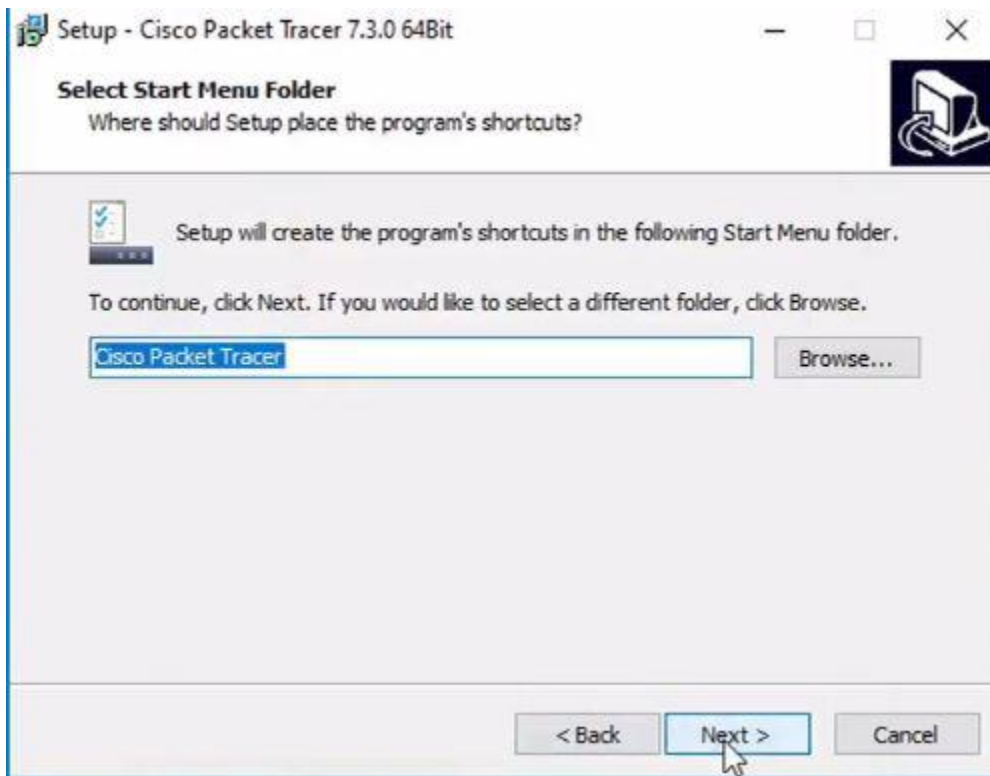 Setup - Cisco Packet Tracer 7.3.0 64Bit
Select Start Menu Folder
Where should Setup place the program's shortcuts?
Setup will create the program's shortcuts in the following Start Menu folder.
To continue, click Next. If you would like to select a different folder, click Browse.
Cisco Packet Tracer
Browse...
< Back
Next >
Cancel